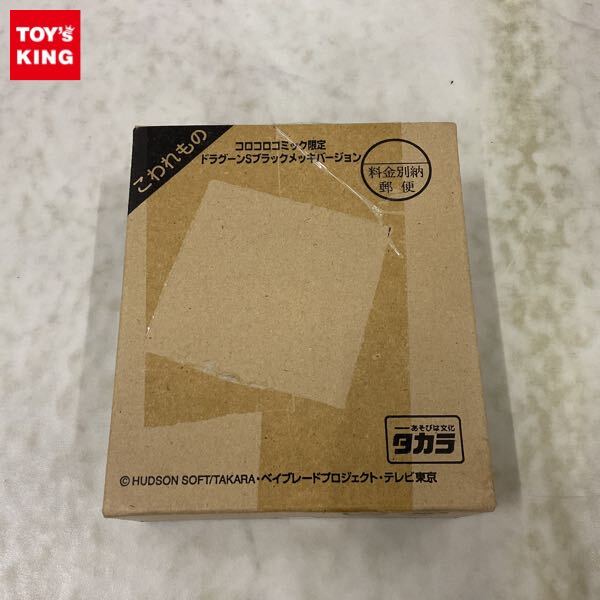 TOY's
KING
こわれもの
コロコロコミック限定
ドラグーンSブラックメッキバージョン
料金別納
郵便
あそびは文化
タカラ
© HUDSON SOFT/TAKARA・ベイブレードプロジェクト・テレビ東京